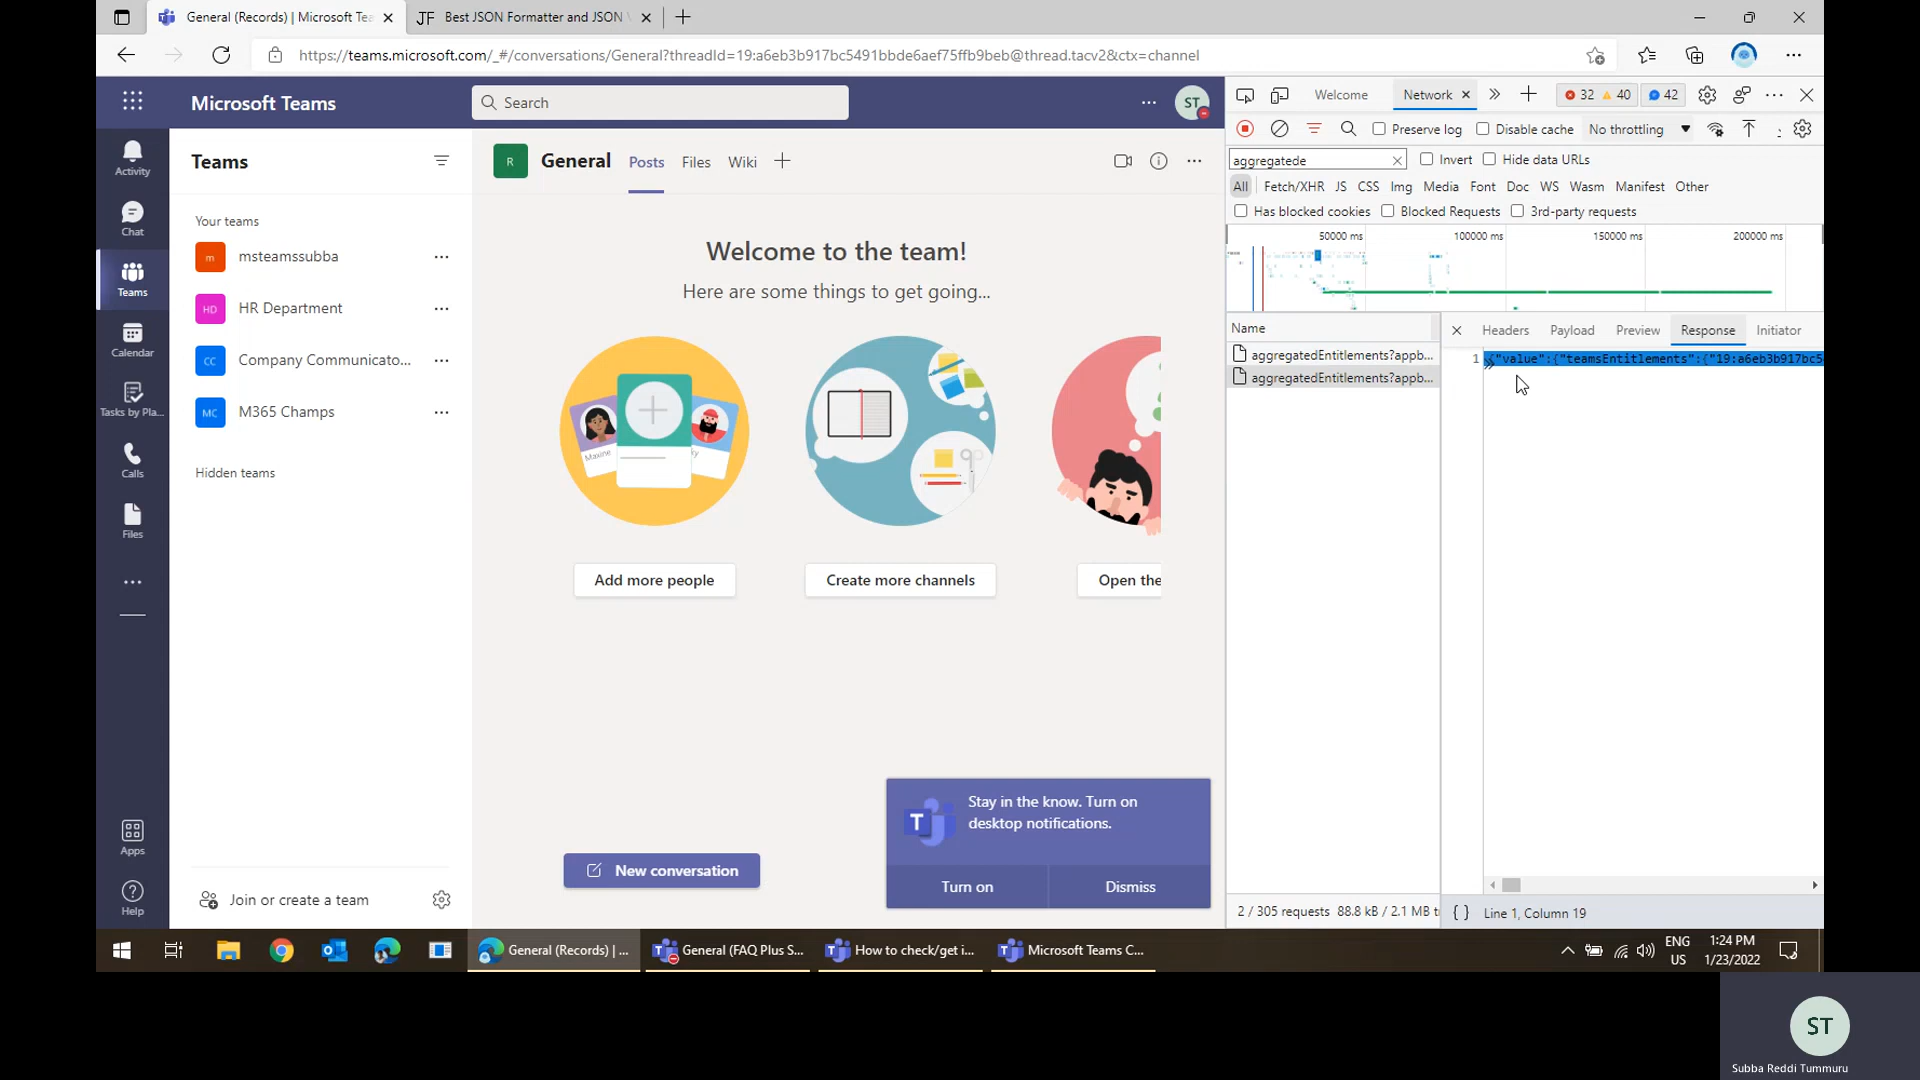 General (Records) | Microsoft Tea
JF Best JSON Formatter and JSON V
https://teams.microsoft.com/_#/conversations/General?threadId=19:a6eb3b917bc5491bbde6aef75ffb9beb@thread.tacv2&ctx=channel
Microsoft Teams
Search
ST
Activity
Chat
Teams
Calendar
Tasks by Pla...
Calls
Files
Apps
Help
Teams
Your teams
m msteamssubba
HD HR Department
CC Company Communicato...
MC M365 Champs
Hidden teams
Join or create a team
R General Posts Files Wiki
Welcome to the team!
Here are some things to get going...
Maxine
Add more people
Create more channels
Open the
New conversation
Stay in the know. Turn on
desktop notifications.
Turn on Dismiss
Welcome Network 32 40 42
Preserve log Disable cache No throttling
aggregatede Invert Hide data URLs
All Fetch/XHR JS CSS Img Media Font Doc WS Wasm Manifest Other
Has blocked cookies Blocked Requests 3rd-party requests
50000 ms 100000 ms 150000 ms 200000 ms
Name
aggregatedEntitlements?appb...
aggregatedEntitlements?appb...
Headers Payload Preview Response Initiator
1 {"value":{"teamsEntitlements":{"19:a6eb3b917bc5
2 / 305 requests 88.8 kB / 2.1 MB
{ } Line 1, Column 19
General (Records) | ...
General (FAQ Plus S...
How to check/get i...
Microsoft Teams C...
ENG
US
1:24 PM
1/23/2022
ST
Subba Reddi Tummuru